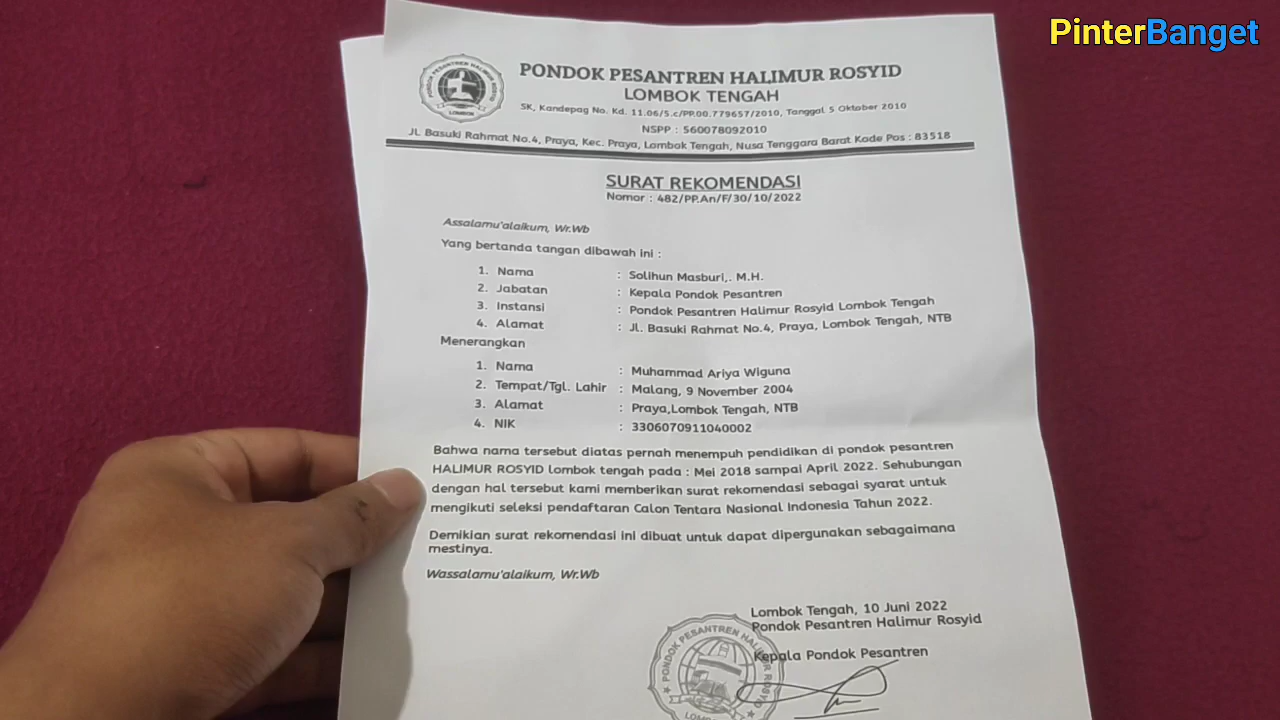 PinterBanget
PONDOK PESANTREN HALIMUR ROSYID
LOMBOK TENGAH
SK, Kandepag No. Kd. 11.06/5.c/PP.00.779657/2010, Tanggal 5 Oktober 2010
NSPP : 560078092010
JL Basuki Rahmat No.4, Praya, Kec. Praya, Lombok Tengah, Nusa Tenggara Barat Kode Pos : 83518
SURAT REKOMENDASI
Nomor : 482/PP.An/F/30/10/2022
Assalamu'alaikum, Wr.Wb
Yang bertanda tangan dibawah ini :
1. Nama : Solihun Masburi,. M.H.
2. Jabatan : Kepala Pondok Pesantren
3. Instansi : Pondok Pesantren Halimur Rosyid Lombok Tengah
4. Alamat : Jl. Basuki Rahmat No.4, Praya, Lombok Tengah, NTB
Menerangkan
1. Nama : Muhammad Ariya Wiguna
2. Tempat/Tgl. Lahir : Malang, 9 November 2004
3. Alamat : Praya,Lombok Tengah, NTB
4. NIK : 3306070911040002
Bahwa nama tersebut diatas pernah menempuh pendidikan di pondok pesantren
HALIMUR ROSYID lombok tengah pada : Mei 2018 sampai April 2022. Sehubungan
dengan hal tersebut kami memberikan surat rekomendasi sebagai syarat untuk
mengikuti seleksi pendaftaran Calon Tentara Nasional Indonesia Tahun 2022.
Demikian surat rekomendasi ini dibuat untuk dapat dipergunakan sebagaimana
mestinya.
Wassalamu'alaikum, Wr.Wb
Lombok Tengah, 10 Juni 2022
Pondok Pesantren Halimur Rosyid
Kepala Pondok Pesantren
PONDOK PESANTREN HALIMUR ROSYID